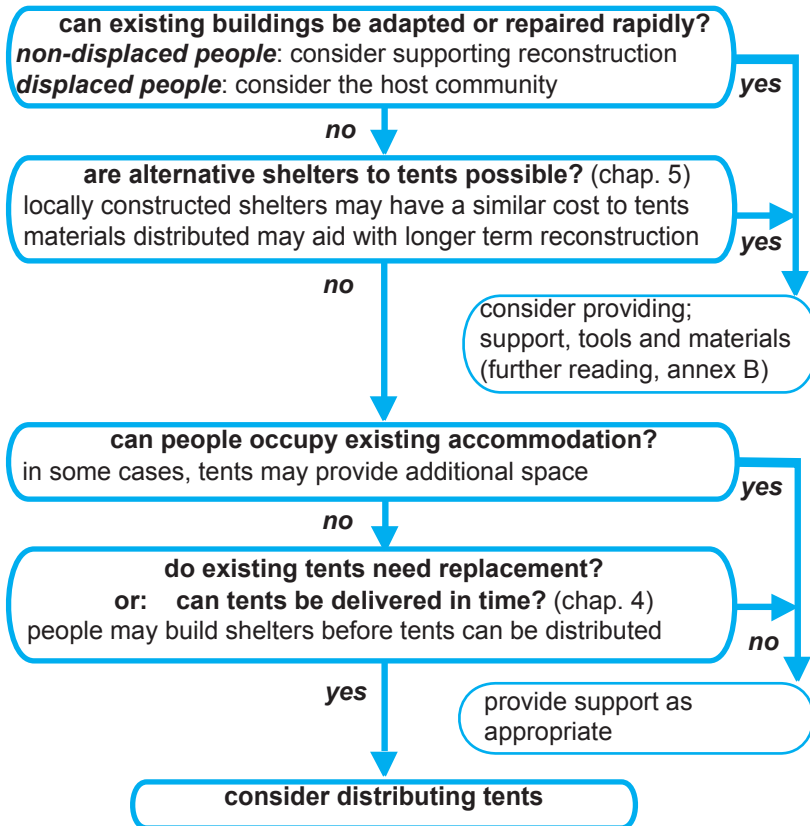 can existing buildings be adapted or repaired rapidly?
non-displaced people: consider supporting reconstruction
displaced people: consider the host community
yes
no
are alternative shelters to tents possible? (chap. 5)
locally constructed shelters may have a similar cost to tents
materials distributed may aid with longer term reconstruction
yes
no
consider providing;
support, tools and materials
(further reading, annex B)
can people occupy existing accommodation?
in some cases, tents may provide additional space
yes
no
do existing tents need replacement?
or: can tents be delivered in time? (chap. 4)
people may build shelters before tents can be distributed
no
yes
provide support as
appropriate
consider distributing tents